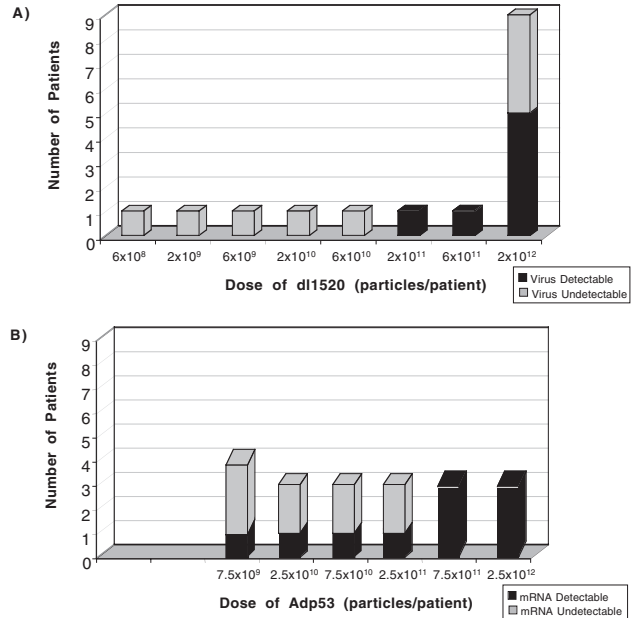 A)
Number of Patients
9
8
7
6
5
4
3
2
1
0
6x10⁸ 2x10⁹ 6x10⁹ 2x10¹⁰ 6x10¹⁰ 2x10¹¹ 6x10¹¹ 2x10¹²
Dose of dl1520 (particles/patient)
Virus Detectable
Virus Undetectable
B)
Number of Patients
9
8
7
6
5
4
3
2
1
0
7.5x10⁹ 2.5x10¹⁰ 7.5x10¹⁰ 2.5x10¹¹ 7.5x10¹¹ 2.5x10¹²
Dose of Adp53 (particles/patient)
mRNA Detectable
mRNA Undetectable